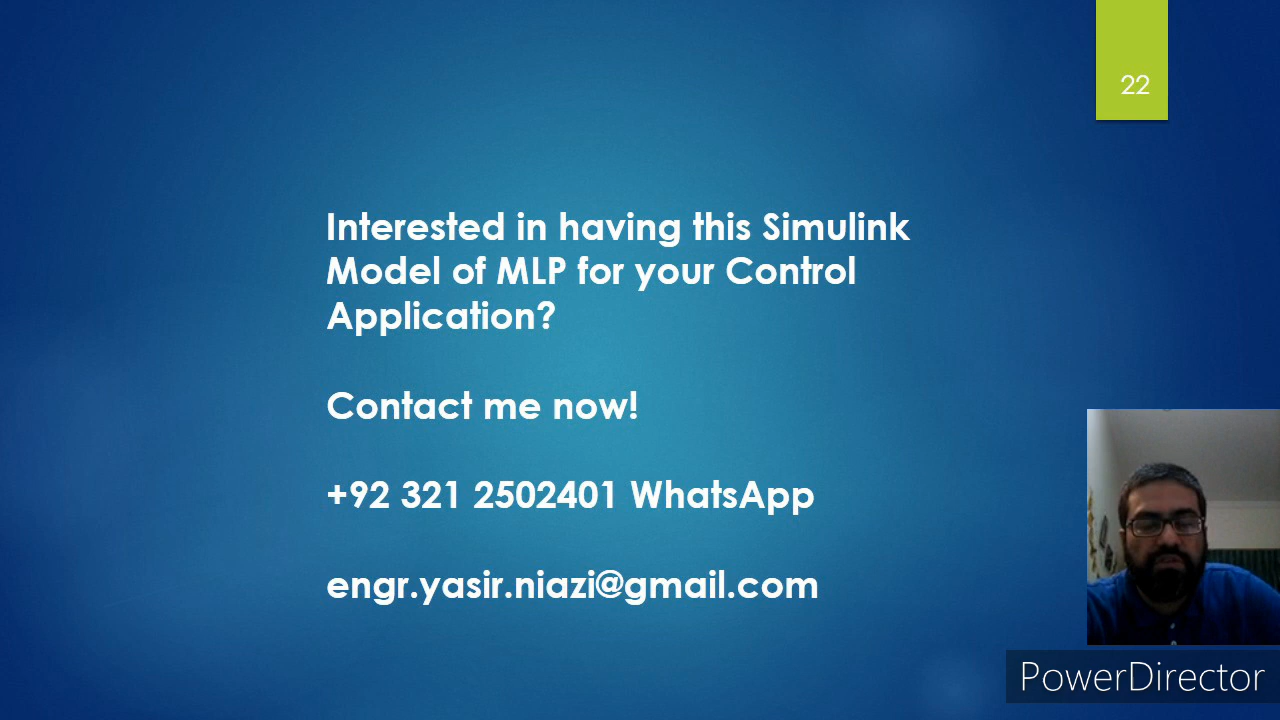 22
Interested in having this Simulink
Model of MLP for your Control
Application?
Contact me now!
+92 321 2502401 WhatsApp
engr.yasir.niazi@gmail.com
PowerDirector